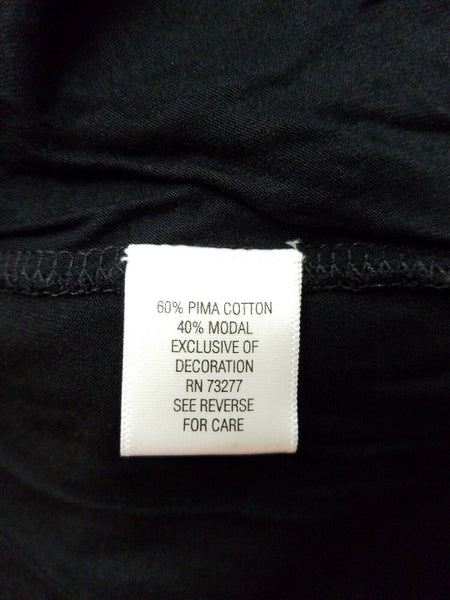 60% PIMA COTTON
40% MODAL
EXCLUSIVE OF
DECORATION
RN 73277
SEE REVERSE
FOR CARE